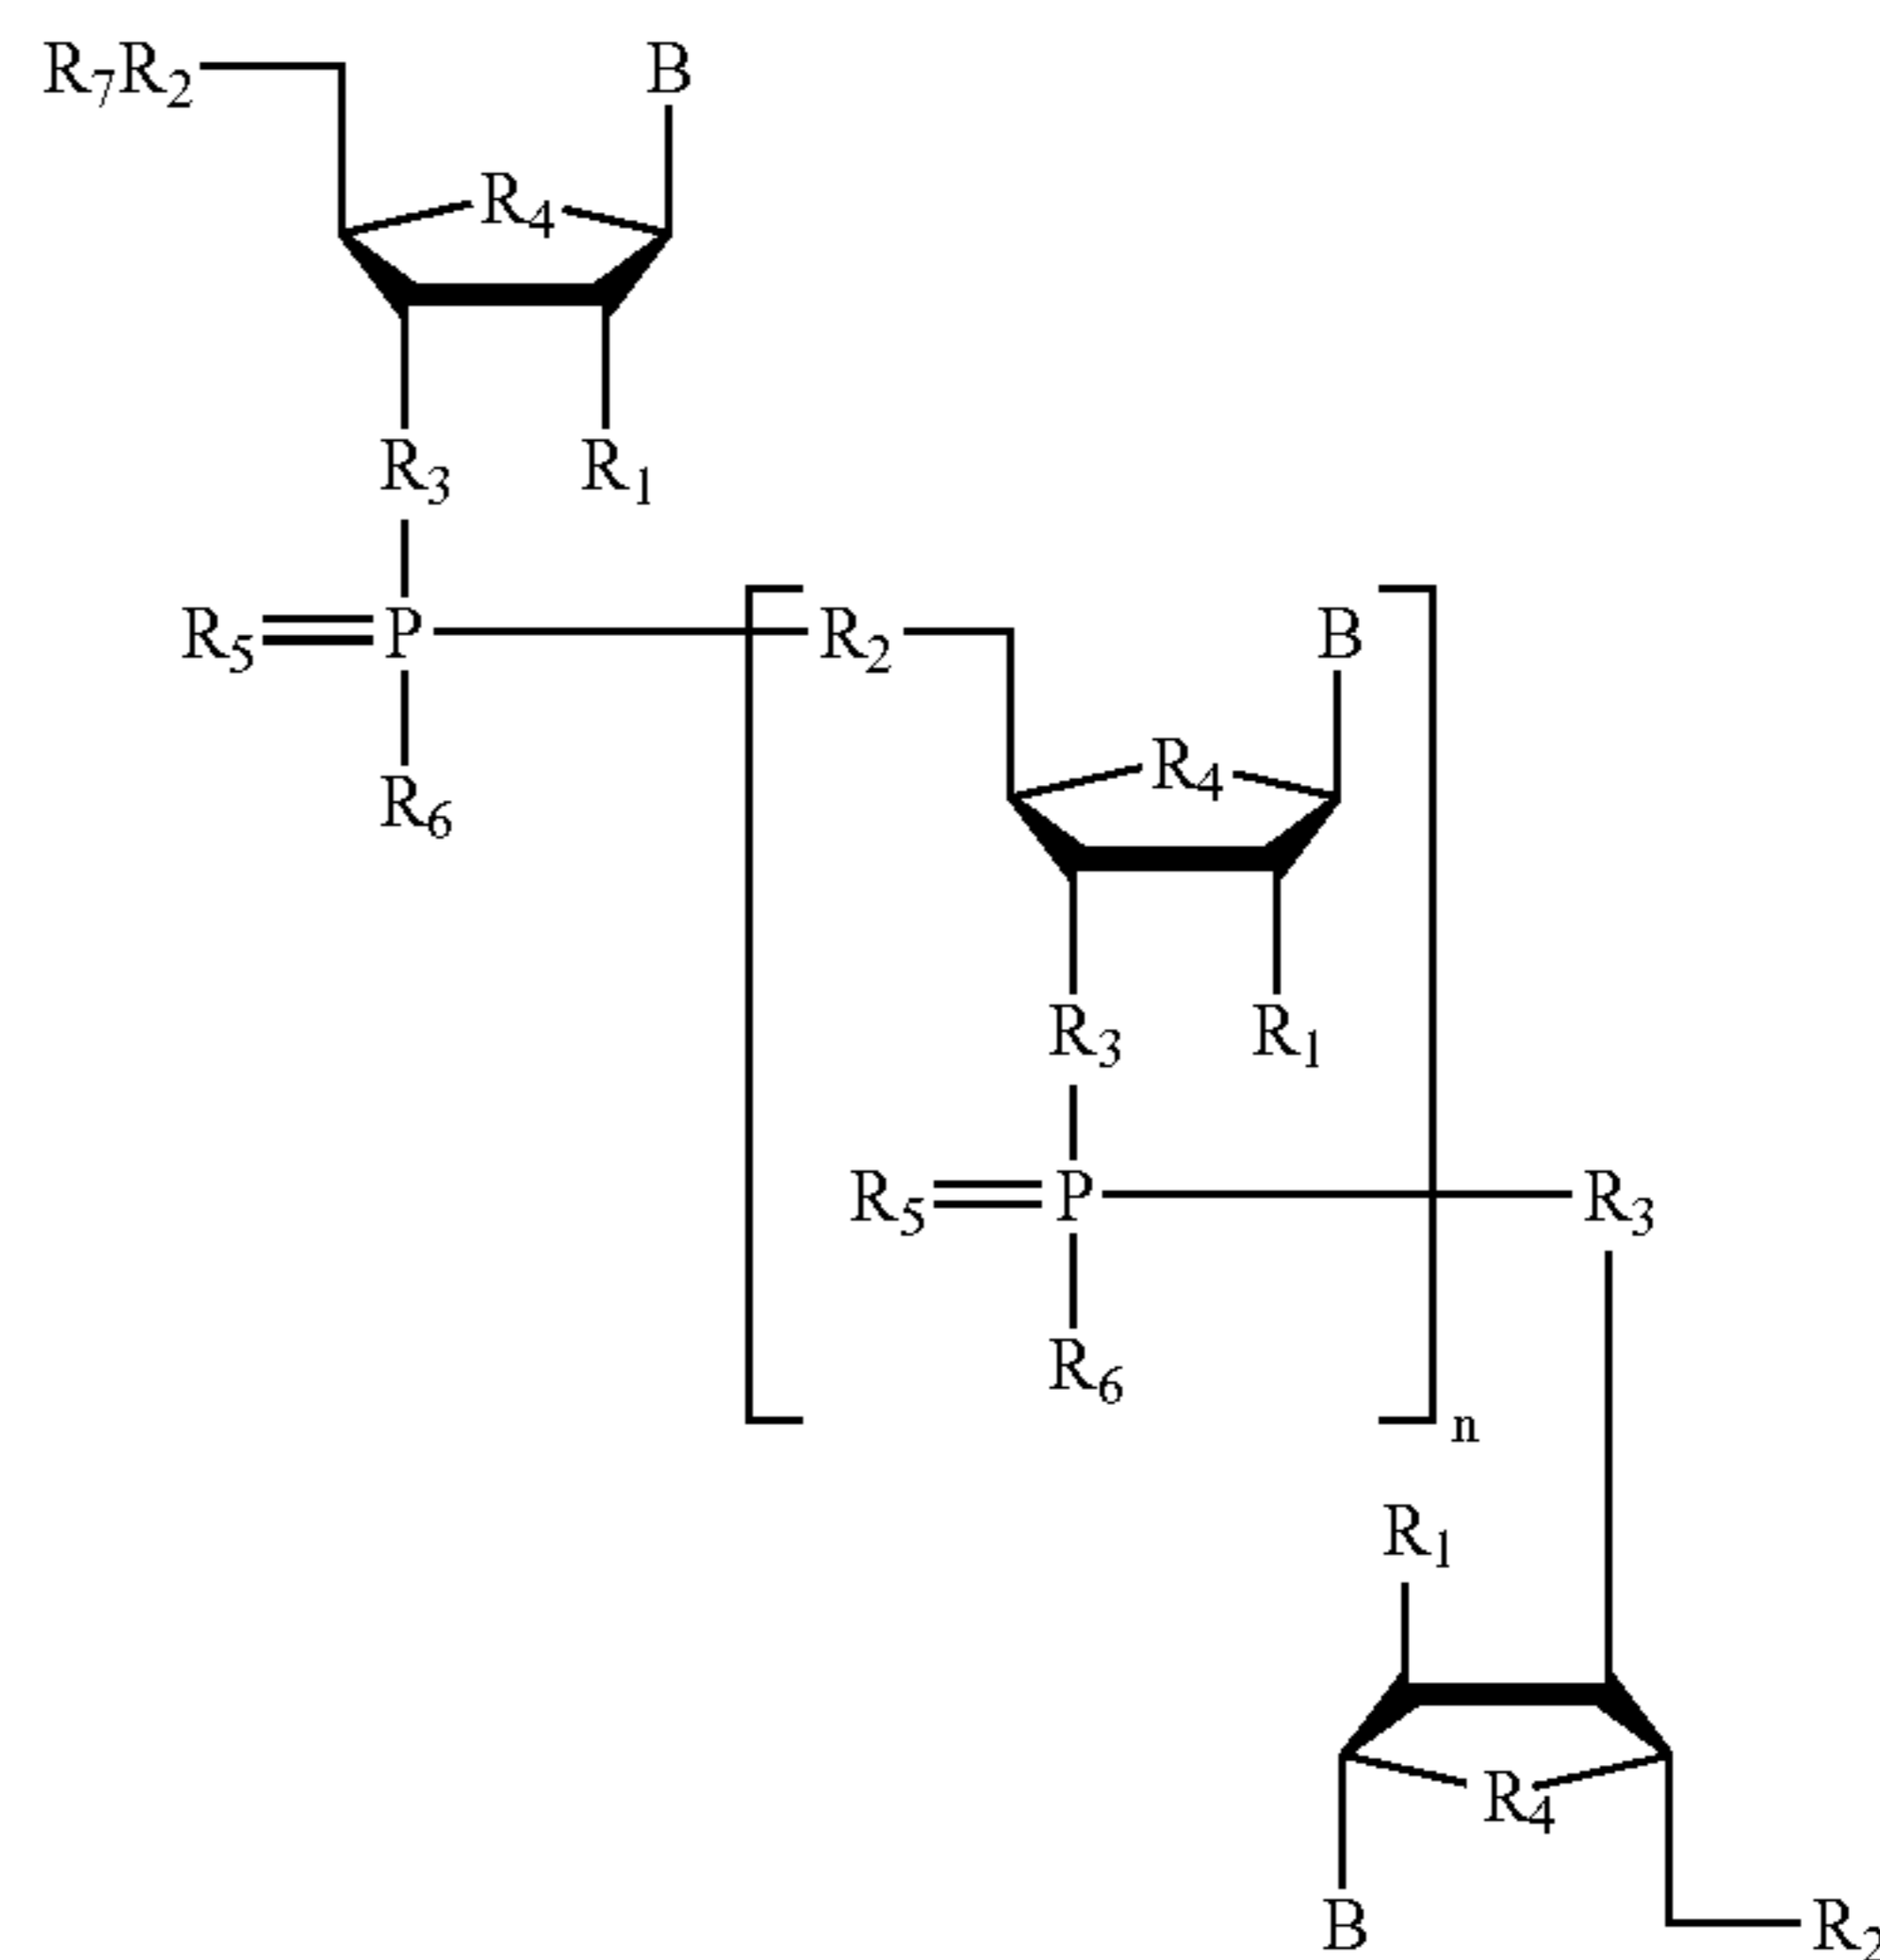 R₇R₂ B
R₄
R₃ R₁
R₅ P R₂ B
R₄
R₆
R₃ R₁
R₅ P R₃
R₆
n
R₁
R₄
B R₂